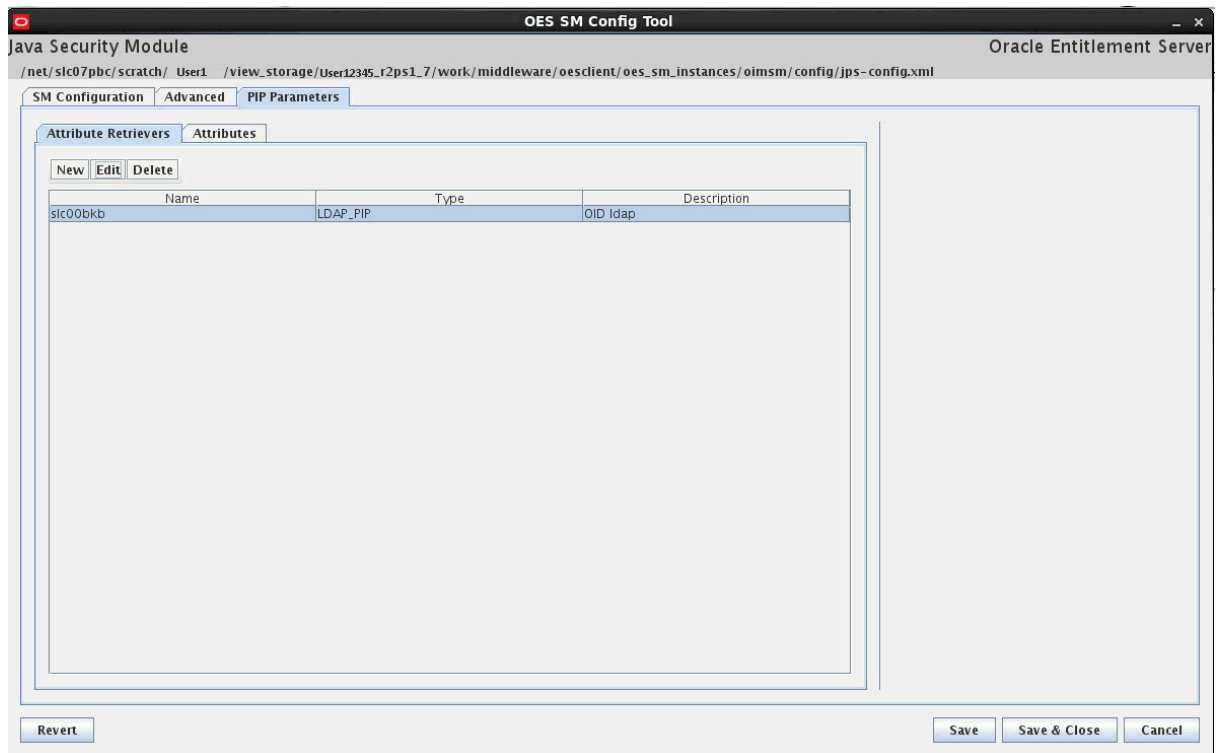 OES SM Config Tool
Java Security Module Oracle Entitlement Server
/net/slc07pbc/scratch/ User1 /view_storage/User12345_r2ps1_7/work/middleware/oesclient/oes_sm_instances/oimsm/config/jps-config.xml
SM Configuration Advanced PIP Parameters
Attribute Retrievers Attributes
New Edit Delete
Name Type Description
slc00bkb LDAP_PIP OID ldap
Revert Save Save & Close Cancel